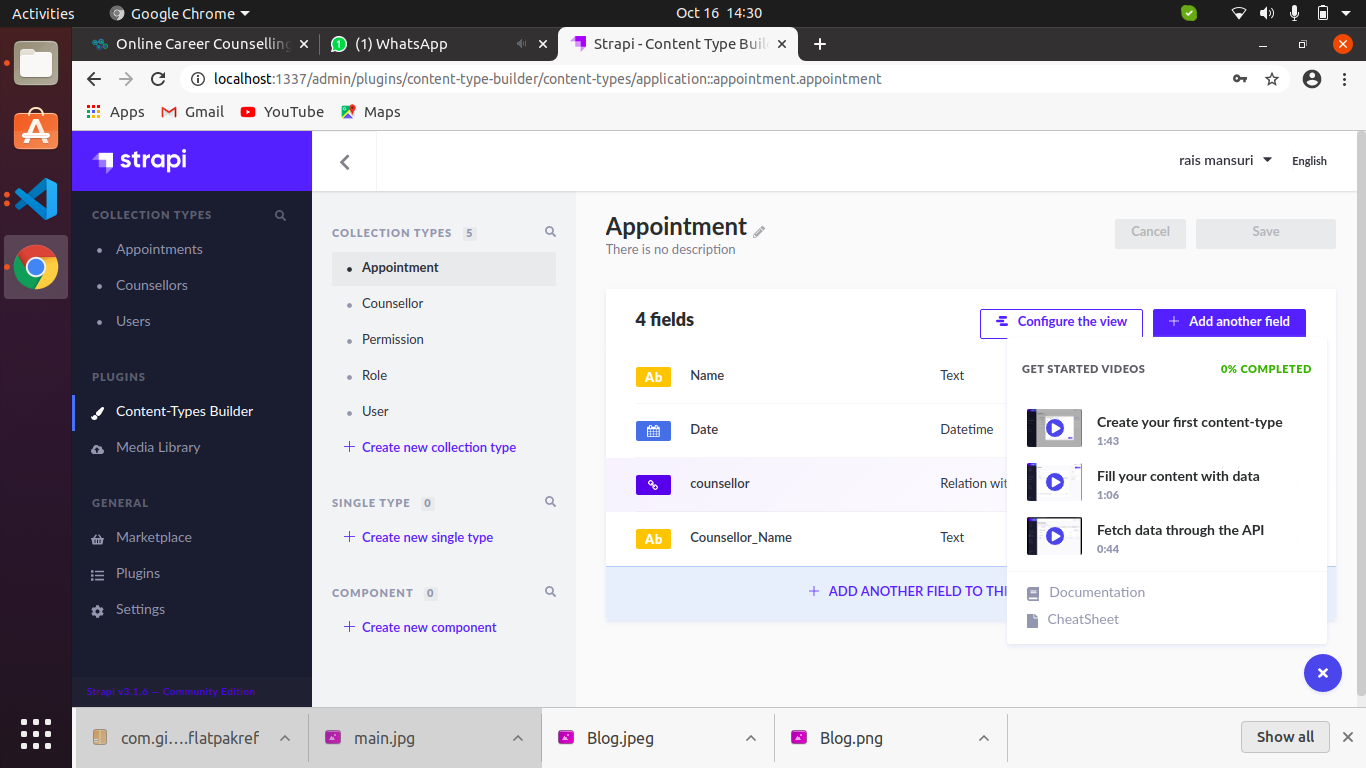 Activities
Google Chrome
Oct 16 14:30
Online Career Counselling
(1) WhatsApp
Strapi - Content Type Buil
localhost:1337/admin/plugins/content-type-builder/content-types/application::appointment.appointment
Apps
Gmail
YouTube
Maps
strapi
rais mansuri
English
COLLECTION TYPES
Appointments
Counsellors
Users
PLUGINS
Content-Types Builder
Media Library
GENERAL
Marketplace
Plugins
Settings
Strapi v3.1.6 — Community Edition
COLLECTION TYPES 5
Appointment
Counsellor
Permission
Role
User
Create new collection type
SINGLE TYPE 0
Create new single type
COMPONENT 0
Create new component
Appointment
There is no description
Cancel
Save
4 fields
Configure the view
Add another field
Ab Name Text
Date Datetime
counsellor Relation wit
Ab Counsellor_Name Text
ADD ANOTHER FIELD TO THI
GET STARTED VIDEOS
0% COMPLETED
Create your first content-type
1:43
Fill your content with data
1:06
Fetch data through the API
0:44
Documentation
CheatSheet
com.gi....flatpakref
main.jpg
Blog.jpeg
Blog.png
Show all